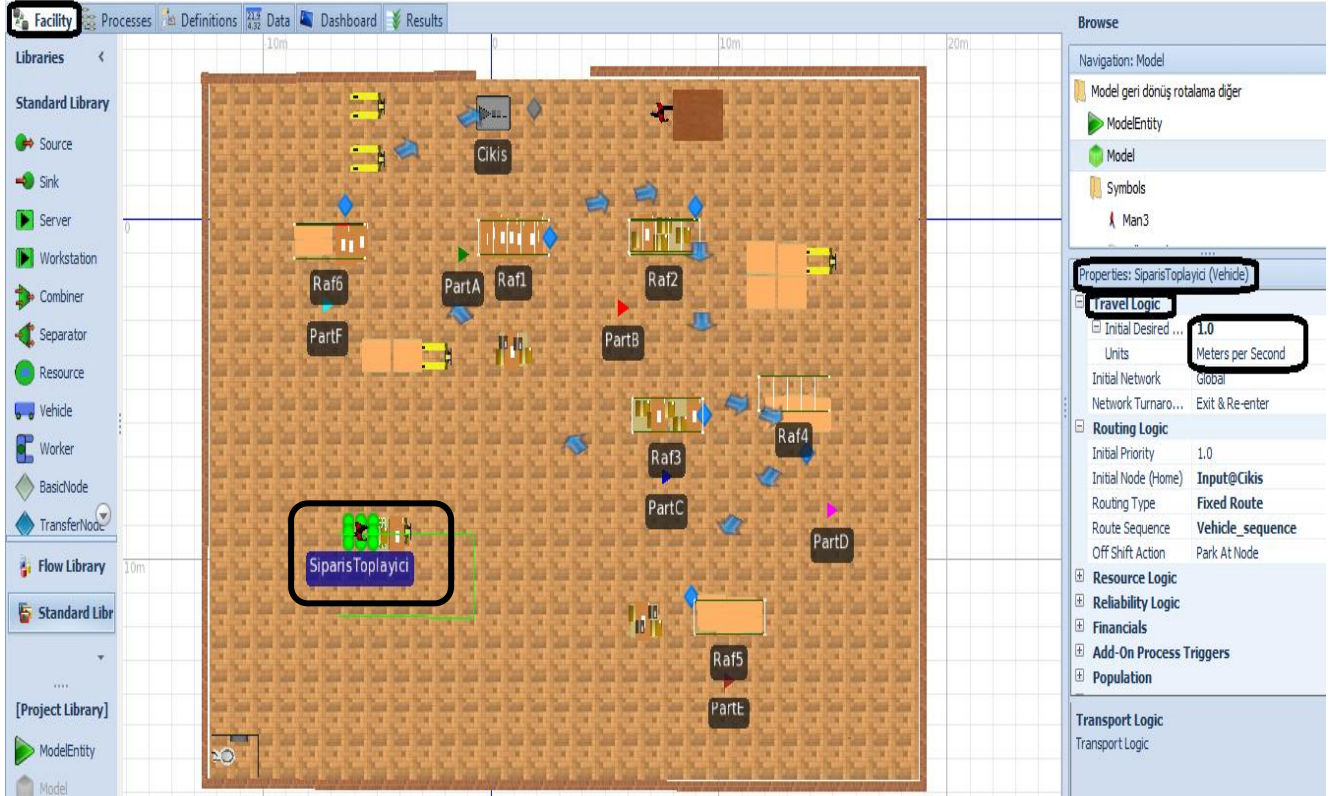 Facility
Processes
Definitions
Data
Dashboard
Results
Libraries <
Standard Library
Source
Sink
Server
Workstation
Combiner
Separator
Resource
Vehicle
Worker
BasicNode
Flow Library
Standard Libr
[Project Library]
ModelEntity
Model
10m
0
10m
20m
0
10m
Cikis
Raf6
PartA
Raf1
Raf2
PartF
PartB
Raf4
Raf3
PartC
PartD
SiparisToplayici
Raf5
PartE
Browse
Navigation: Model
Model geri dönüş rotalama diğer
ModelEntity
Model
Symbols
Man3
Properties: SiparisToplayici (Vehicle)
Travel Logic
Initial Desired ... 1.0
Units Meters per Second
Initial Network Global
Network Turnaro... Exit & Re-enter
Routing Logic
Initial Priority 1.0
Initial Node (Home) Input@Cikis
Routing Type Fixed Route
Route Sequence Vehicle_sequence
Off Shift Action Park At Node
Resource Logic
Reliability Logic
Financials
Add-On Process Triggers
Population
Transport Logic
Transport Logic